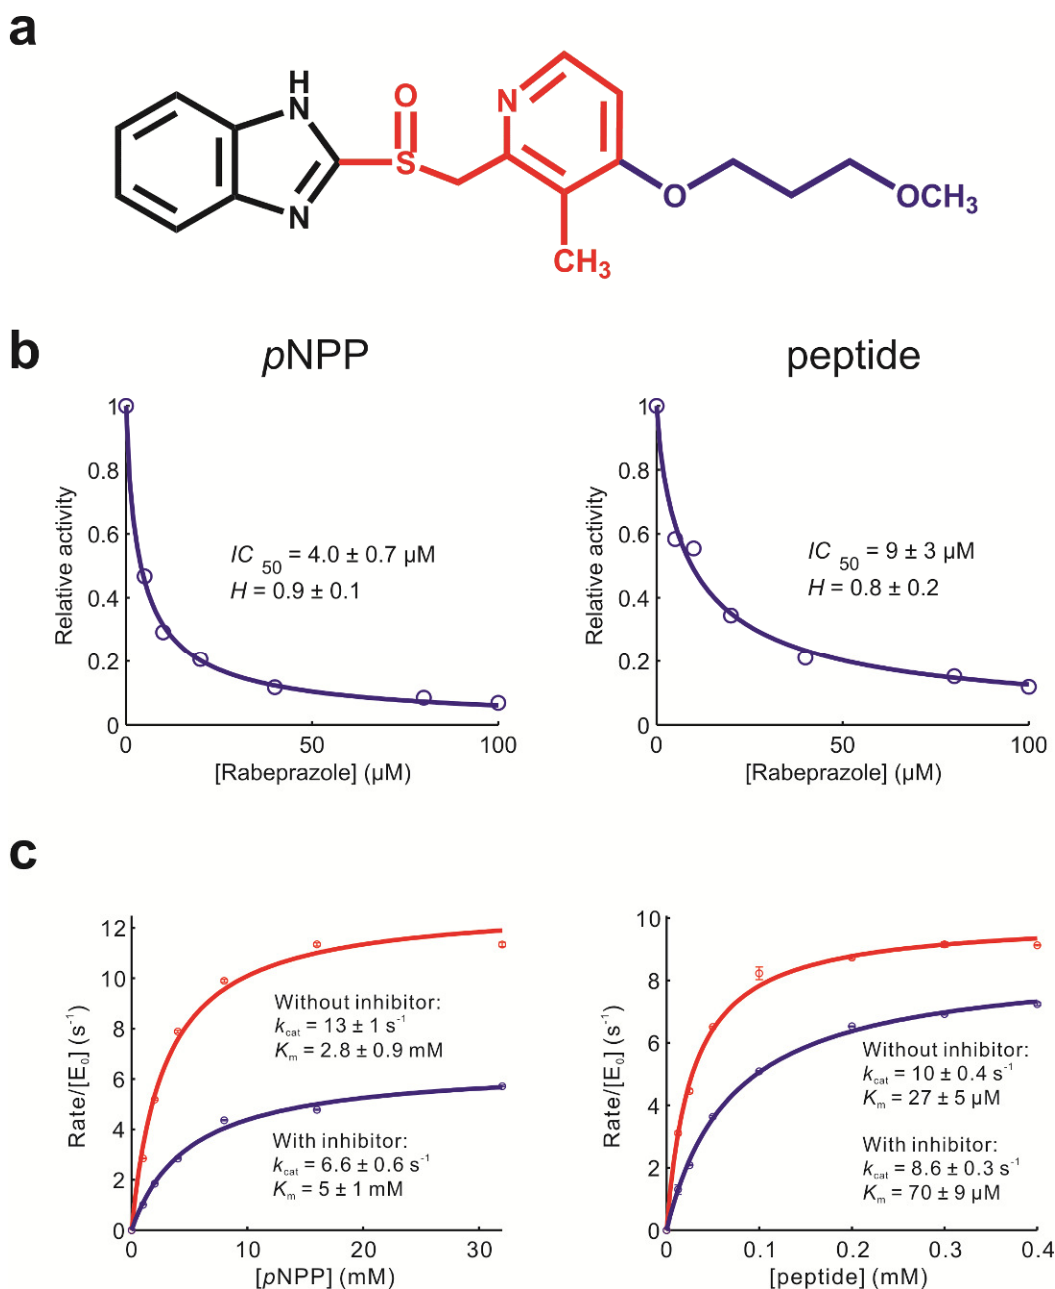 a
H
N
N
O
S
N
CH3
O
OCH3
b
pNPP
peptide
Relative activity
1
0.8
0.6
0.4
0.2
0
IC 50 = 4.0 ± 0.7 µM
H = 0.9 ± 0.1
0 50 100
[Rabeprazole] (µM)
Relative activity
1
0.8
0.6
0.4
0.2
0
IC 50 = 9 ± 3 µM
H = 0.8 ± 0.2
0 50 100
[Rabeprazole] (µM)
c
Rate/[E0] (s-1)
12
10
8
6
4
2
0
Without inhibitor:
kcat = 13 ± 1 s-1
Km = 2.8 ± 0.9 mM
With inhibitor:
kcat = 6.6 ± 0.6 s-1
Km = 5 ± 1 mM
0 10 20 30
[pNPP] (mM)
Rate/[E0] (s-1)
10
8
6
4
2
0
Without inhibitor:
kcat = 10 ± 0.4 s-1
Km = 27 ± 5 µM
With inhibitor:
kcat = 8.6 ± 0.3 s-1
Km = 70 ± 9 µM
0 0.1 0.2 0.3 0.4
[peptide] (mM)